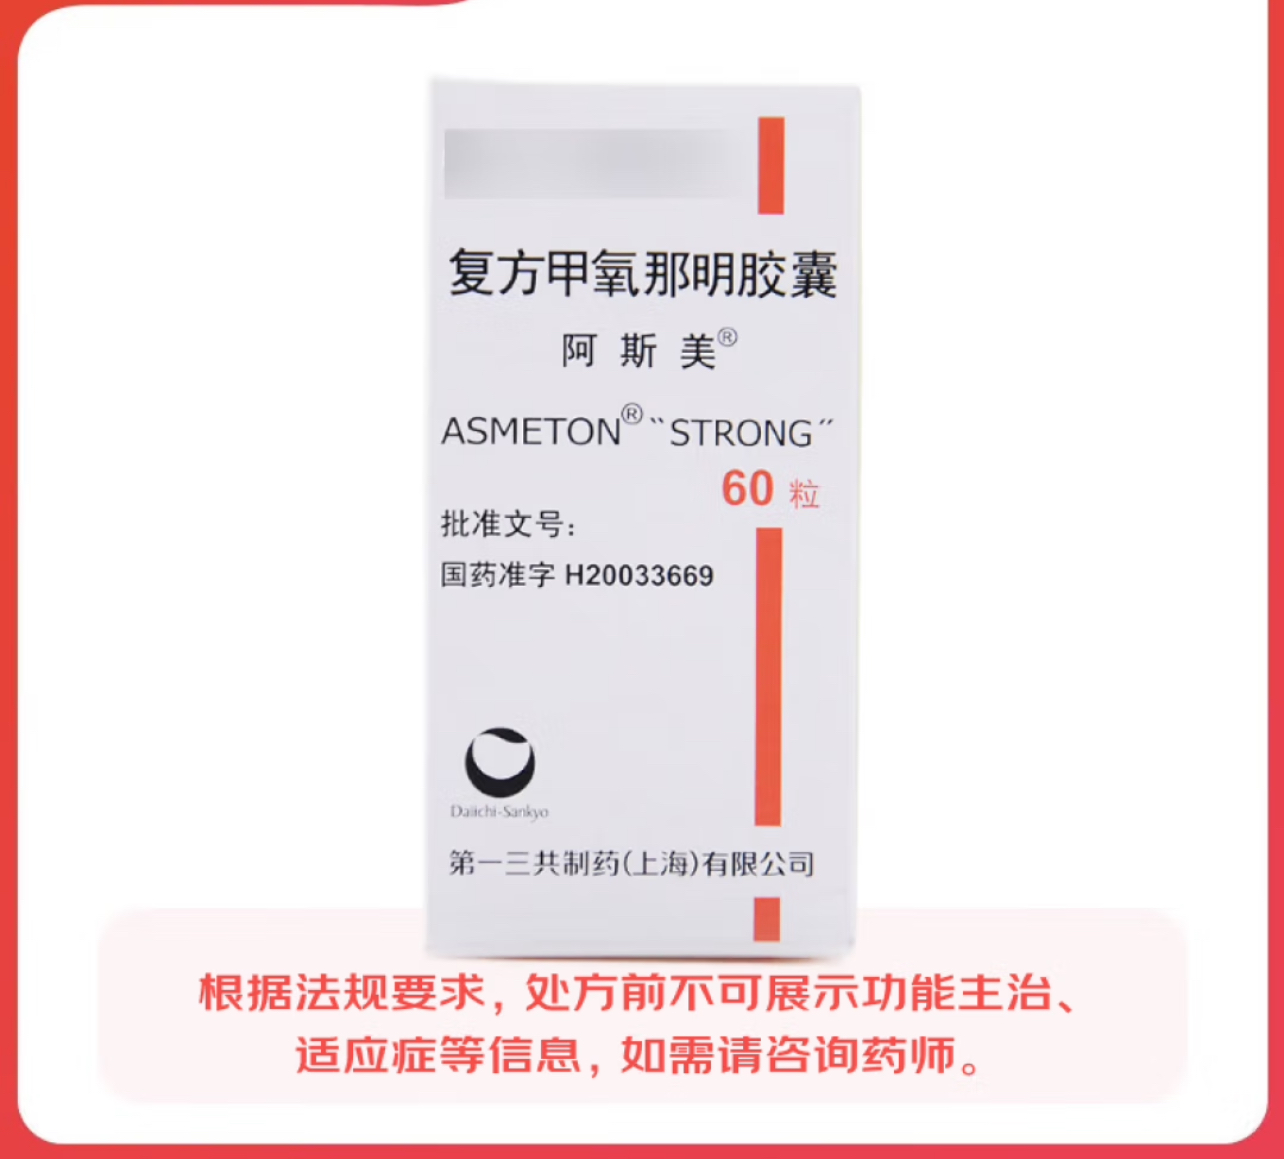 复方甲氧那明胶囊
阿斯美®
ASMETON® “STRONG”
60 粒
批准文号：
国药准字 H20033669
Daiichi-Sankyo
第一三共制药(上海)有限公司
根据法规要求，处方前不可展示功能主治、
适应症等信息，如需请咨询药师。